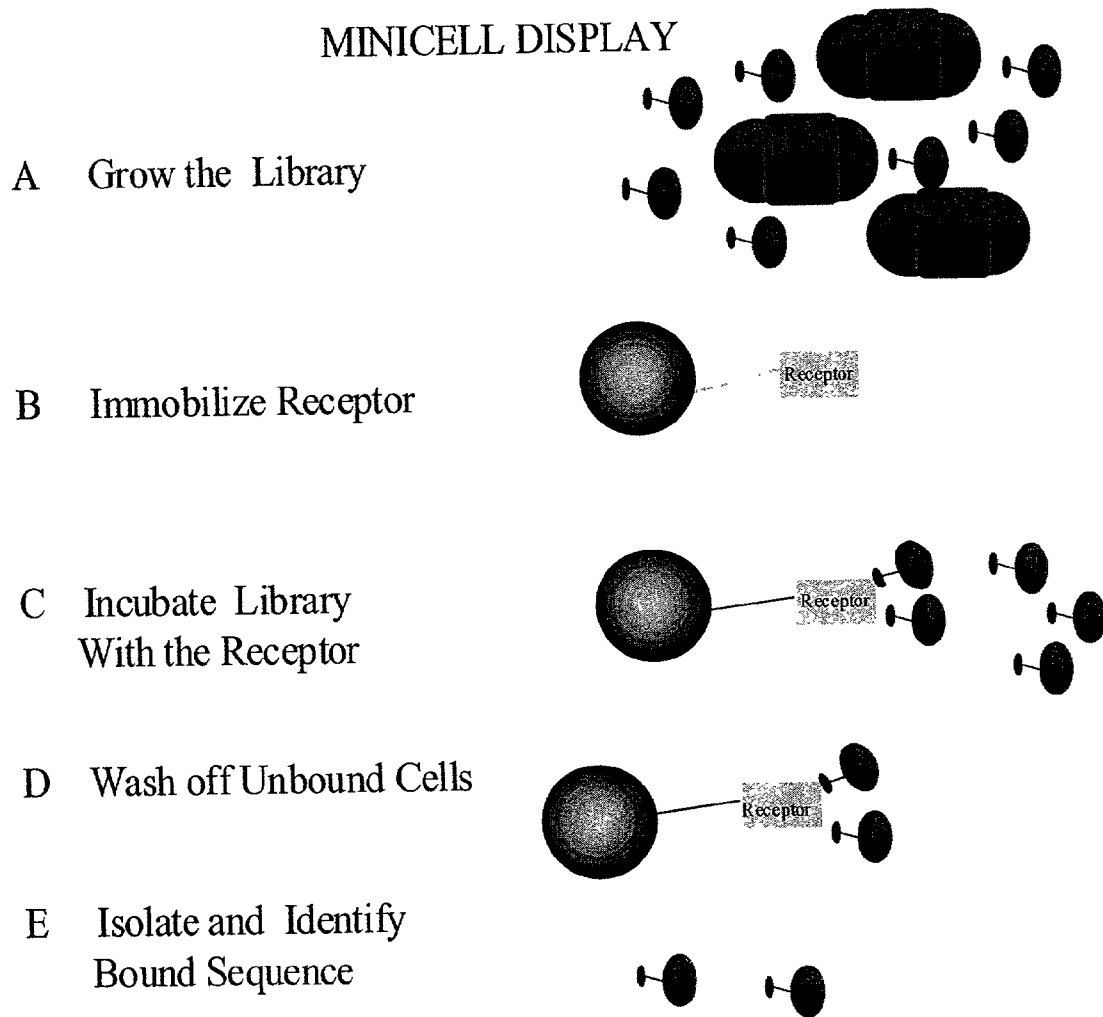 MINICELL DISPLAY
A Grow the Library
B Immobilize Receptor
Receptor
C Incubate Library
With the Receptor
Receptor
D Wash off Unbound Cells
Receptor
E Isolate and Identify
Bound Sequence